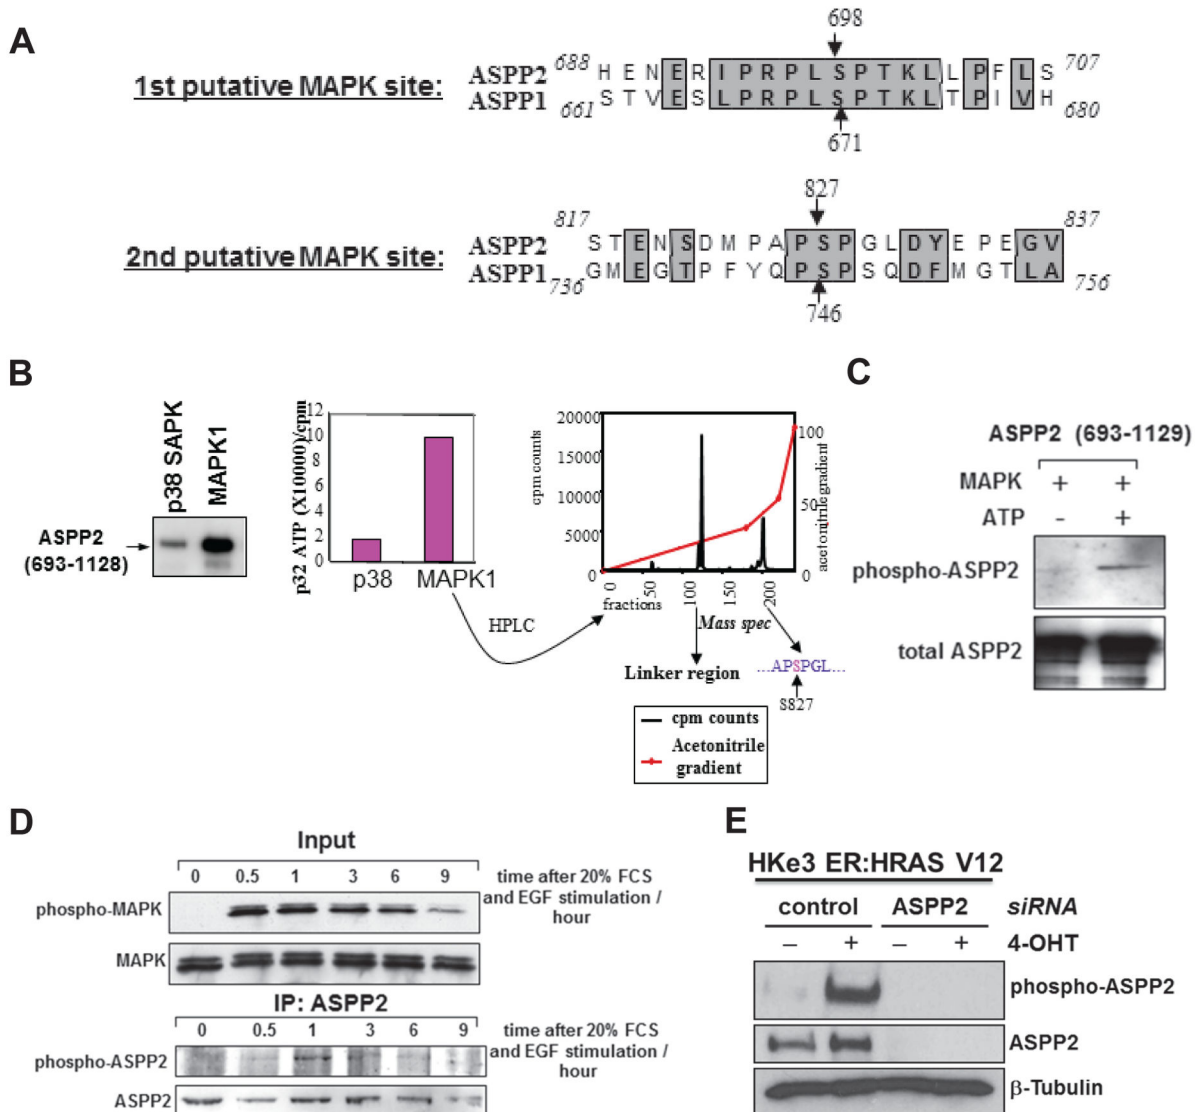 A
698
1st putative MAPK site:
ASPP2 688 H E N E R I P R P L S P T K L L P F L S 707
ASPP1 661 S T V E S L P R P L S P T K L T P I V H 680
671
827
2nd putative MAPK site:
ASPP2 817 S T E N S D M P A P S P G L D Y E P E G V 837
ASPP1 736 G M E G T P F Y Q P S P S Q D F M G T L A 756
746
B
p38 SAPK
MAPK1
ASPP2
(693-1128)
p32 ATP (X10000)/cpm
12
10
8
6
4
2
0
p38 MAPK1
HPLC
cpm counts
20000
15000
10000
5000
0
acetonitrile gradient
100
50
0
0 50 100 150 200
fractions
Mass spec
Linker region
APSPGL
S827
cpm counts
Acetonitrile
gradient
C
ASPP2 (693-1129)
MAPK + +
ATP - +
phospho-ASPP2
total ASPP2
D
Input
0 0.5 1 3 6 9 time after 20% FCS
and EGF stimulation /
hour
phospho-MAPK
MAPK
IP: ASPP2
0 0.5 1 3 6 9 time after 20% FCS
and EGF stimulation /
hour
phospho-ASPP2
ASPP2
E
HKe3 ER:HRAS V12
control ASPP2 siRNA
– + – + 4-OHT
phospho-ASPP2
ASPP2
β-Tubulin